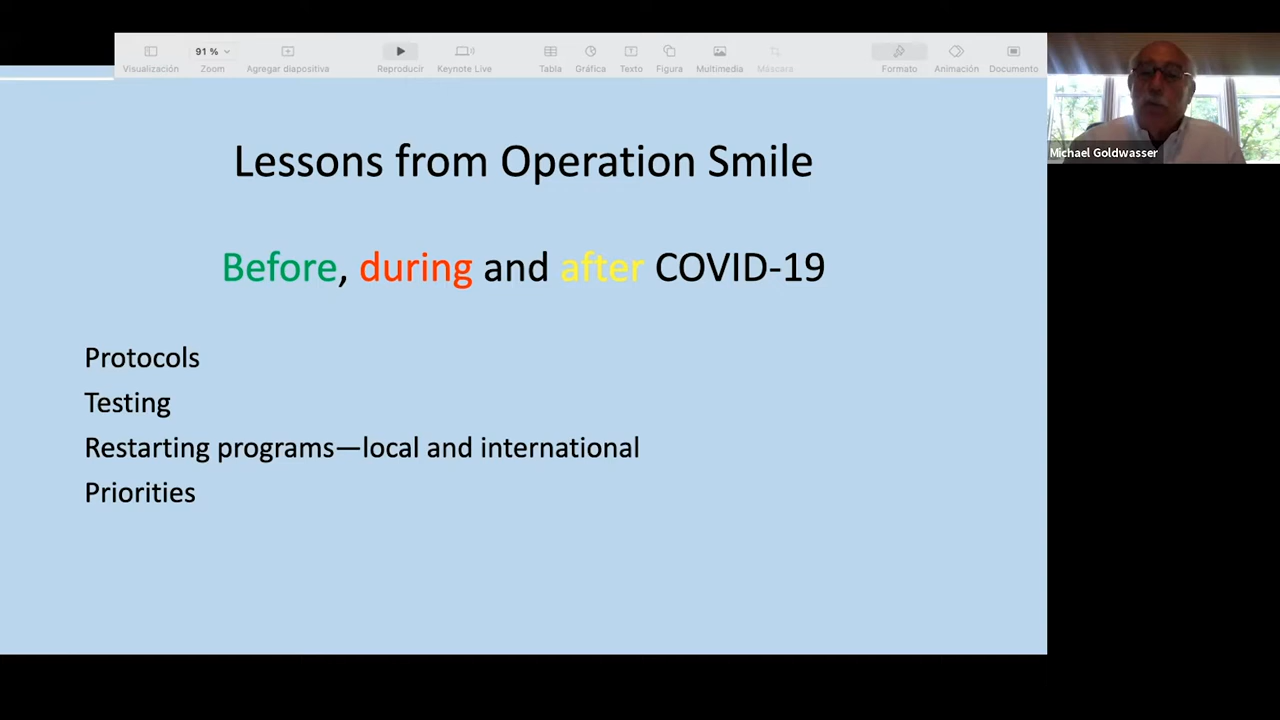 91 %
Visualización
Zoom
Agregar diapositiva
Reproducir
Keynote Live
Tabla
Gráfica
Texto
Figura
Multimedia
Máscara
Formato
Animación
Documento
Michael Goldwasser
Lessons from Operation Smile
Before, during and after COVID-19
Protocols
Testing
Restarting programs—local and international
Priorities